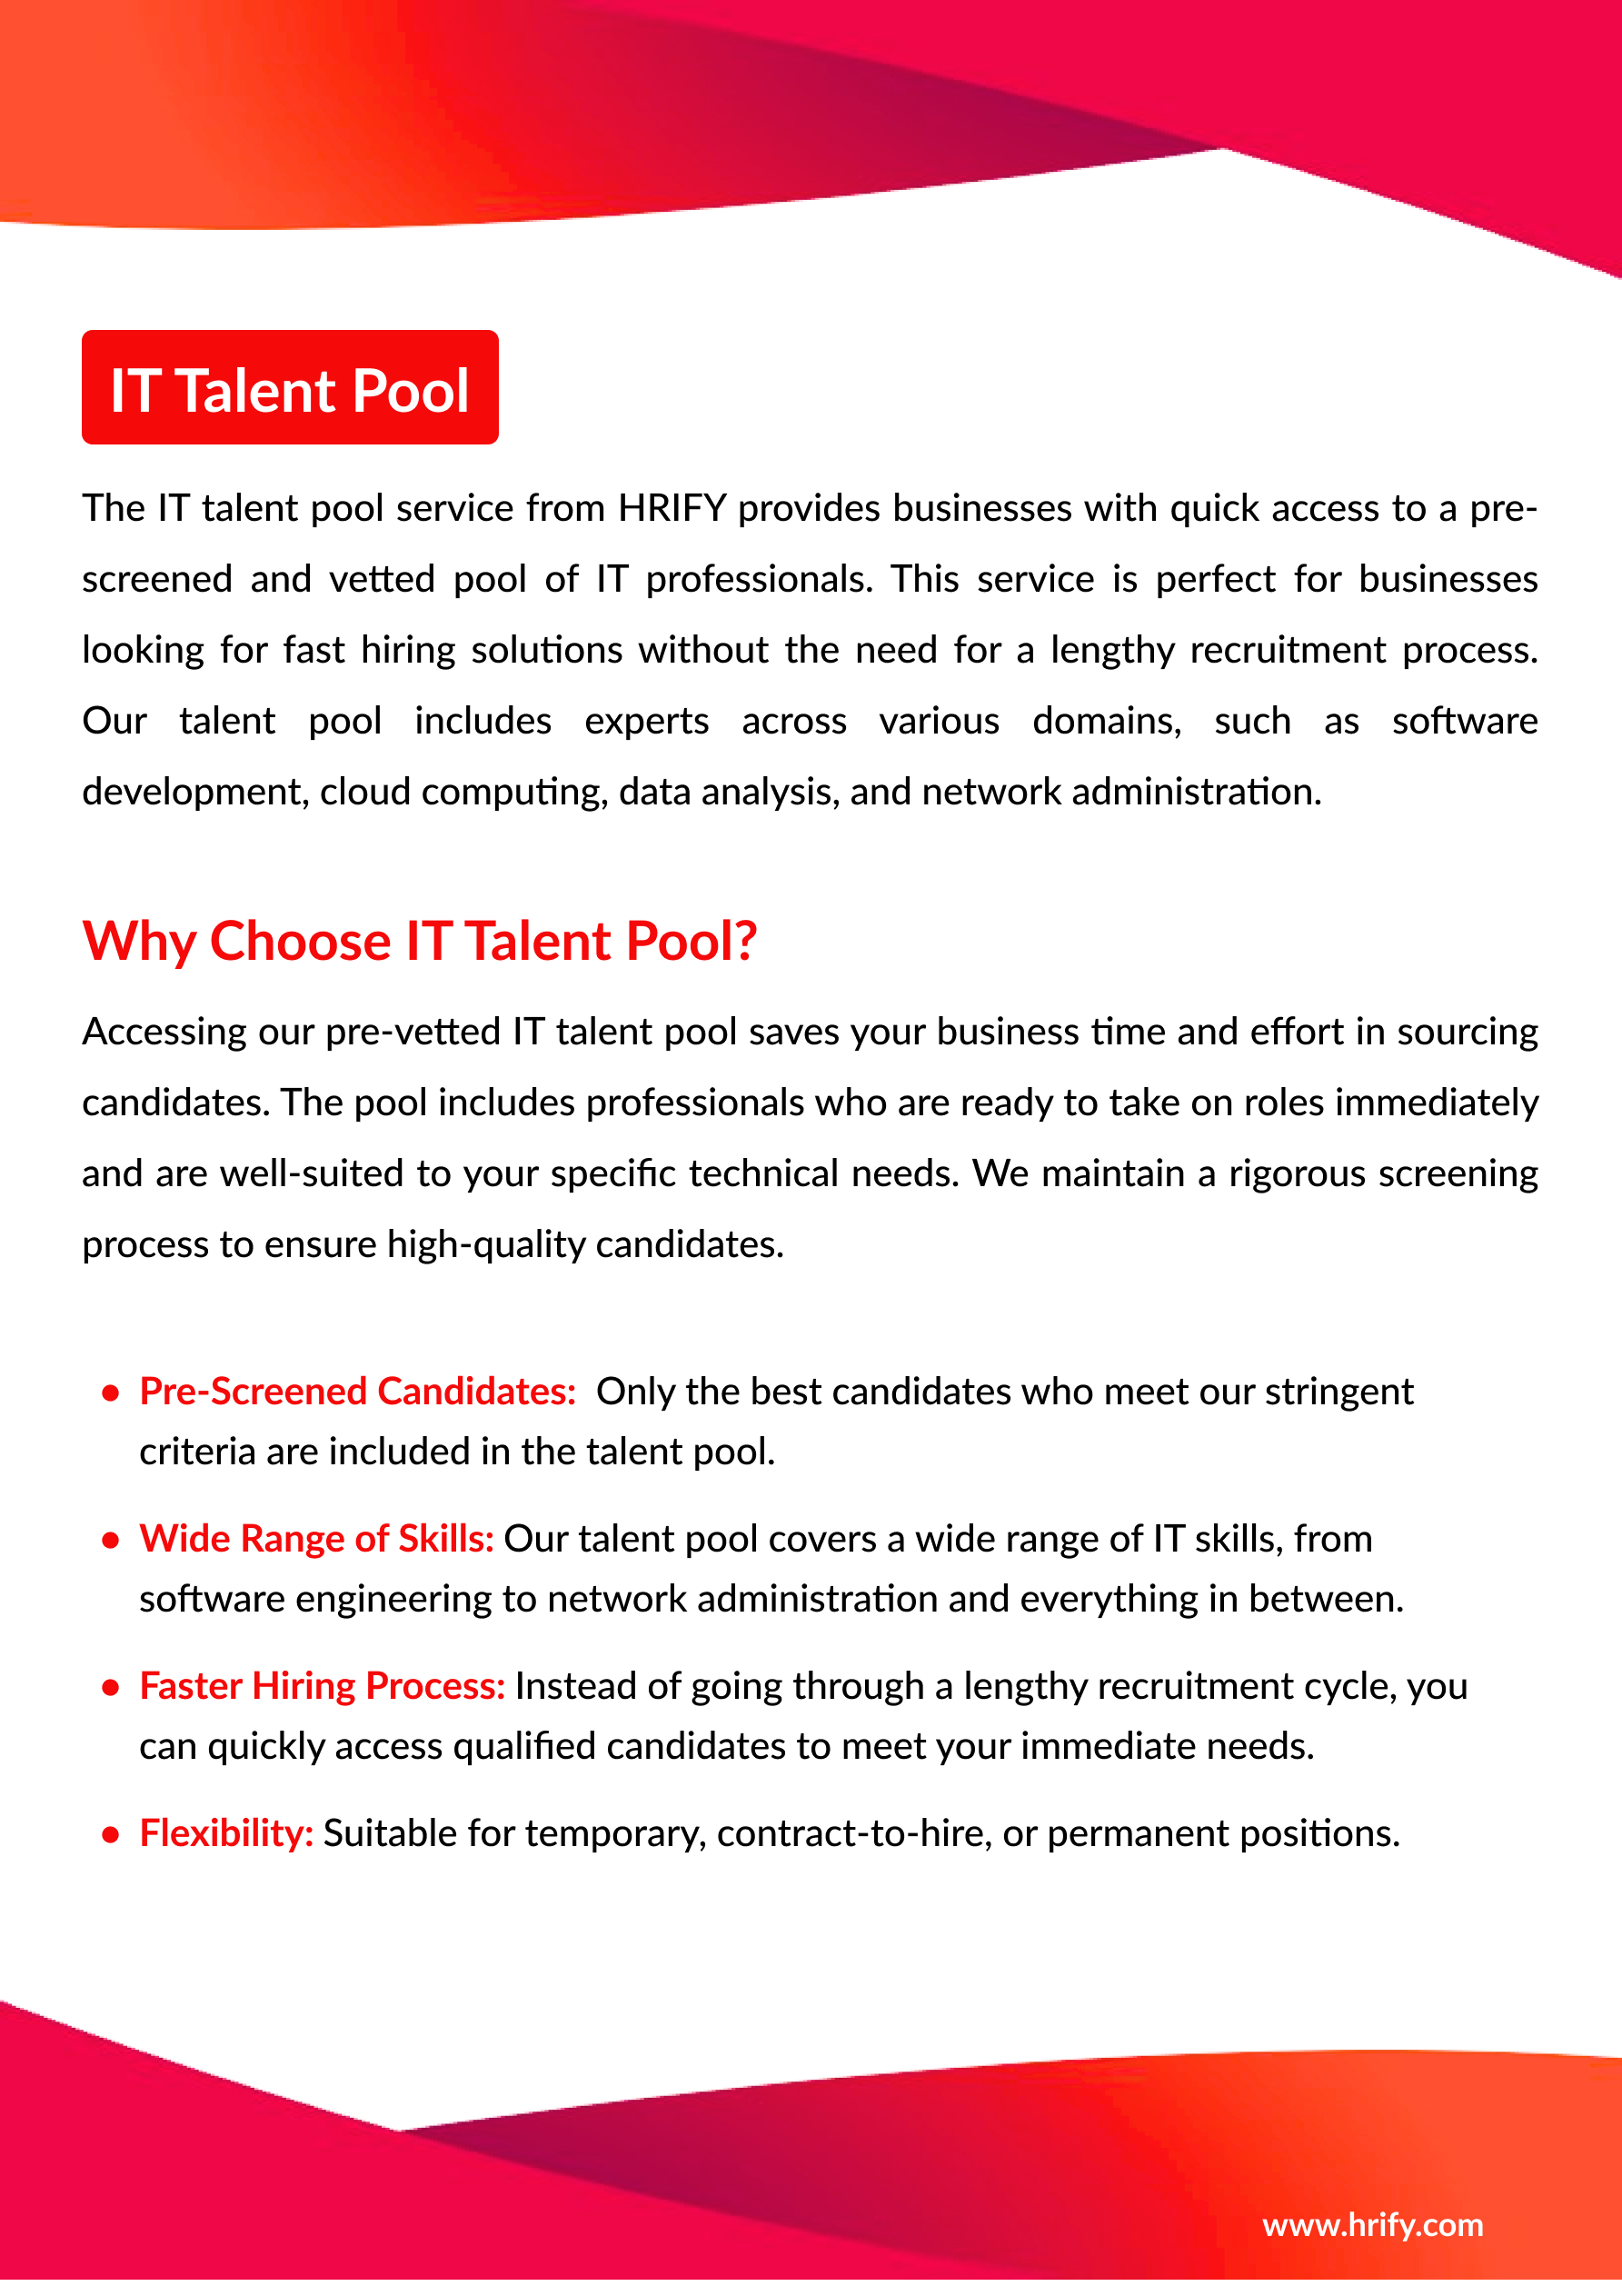 IT Talent Pool
The IT talent pool service from HRIFY provides businesses with quick access to a pre-
screened and vetted pool of IT professionals. This service is perfect for businesses
looking for fast hiring solutions without the need for a lengthy recruitment process.
Our talent pool includes experts across various domains, such as software
development, cloud computing, data analysis, and network administration.
Why Choose IT Talent Pool?
Accessing our pre-vetted IT talent pool saves your business time and effort in sourcing
candidates. The pool includes professionals who are ready to take on roles immediately
and are well-suited to your specific technical needs. We maintain a rigorous screening
process to ensure high-quality candidates.
• Pre-Screened Candidates: Only the best candidates who meet our stringent
criteria are included in the talent pool.
• Wide Range of Skills: Our talent pool covers a wide range of IT skills, from
software engineering to network administration and everything in between.
• Faster Hiring Process: Instead of going through a lengthy recruitment cycle, you
can quickly access qualified candidates to meet your immediate needs.
• Flexibility: Suitable for temporary, contract-to-hire, or permanent positions.
www.hrify.com